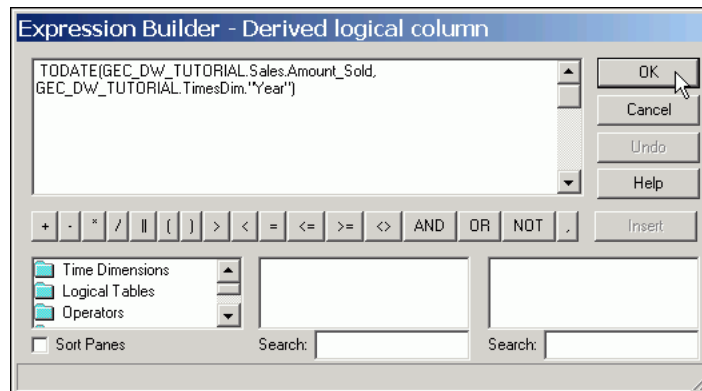 Expression Builder - Derived logical column
TODATE(GEC_DW_TUTORIAL.Sales.Amount_Sold,
GEC_DW_TUTORIAL.TimesDim."Year")
OK
Cancel
Undo
Help
+ - * / || ( ) > < = <= >= <> AND OR NOT , Insert
Time Dimensions
Logical Tables
Operators
Sort Panes Search: Search: